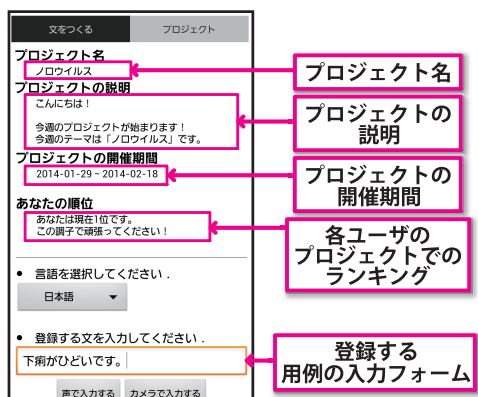 文をつくる
プロジェクト
プロジェクト名
ノロウイルス
プロジェクトの説明
こんにちは！
今週のプロジェクトが始まります！
今週のテーマは「ノロウイルス」です。
プロジェクトの開催期間
2014-01-29 ~ 2014-02-18
あなたの順位
あなたは現在1位です。
この調子で頑張ってください！
• 言語を選択してください .
日本語
• 登録する文を入力してください .
下痢がひどいです。
声で入力する
カメラで入力する
プロジェクト名
プロジェクトの
説明
プロジェクトの
開催期間
各ユーザの
プロジェクトでの
ランキング
登録する
用例の入力フォーム